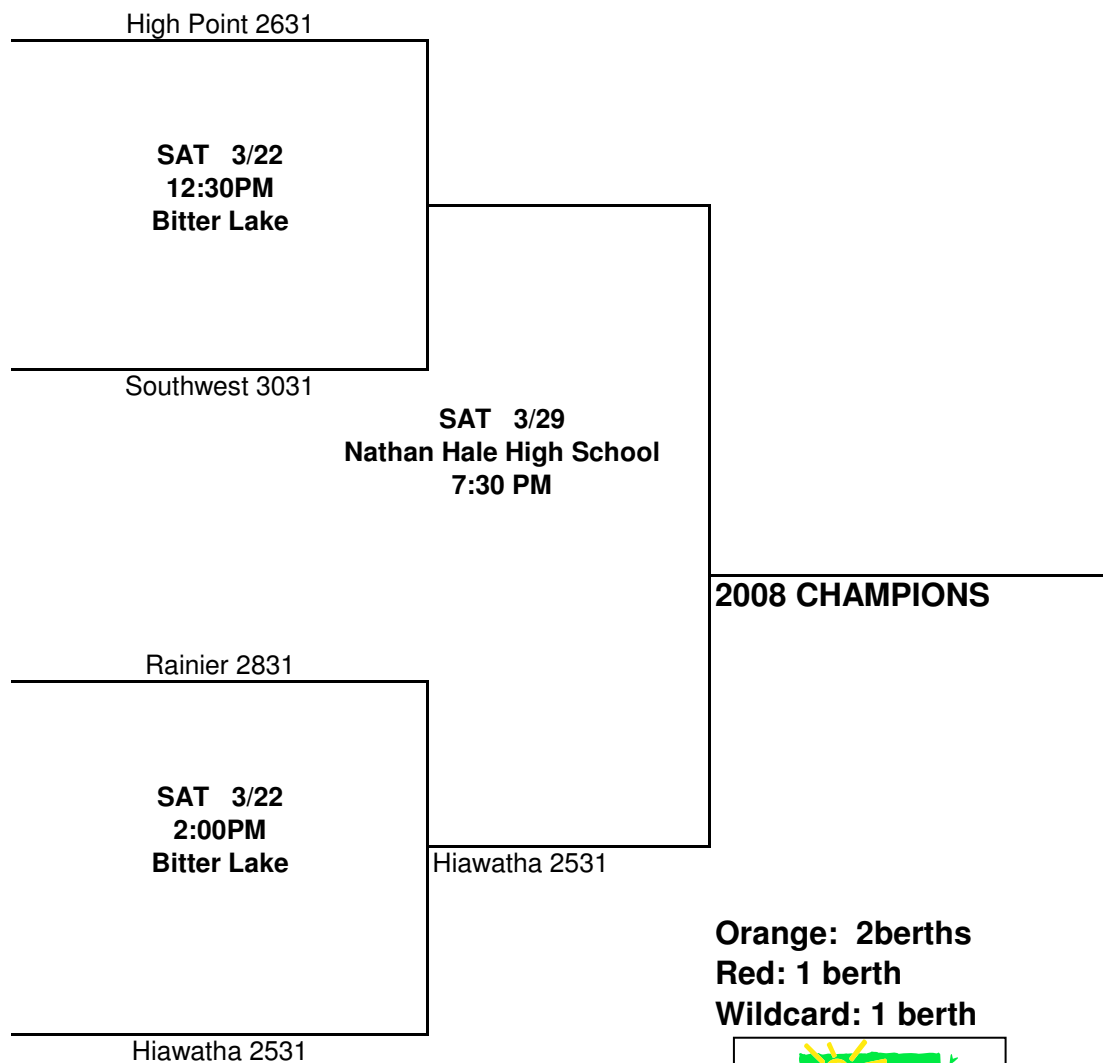 High Point 2631
SAT 3/22
12:30PM
Bitter Lake
Southwest 3031
SAT 3/29
Nathan Hale High School
7:30 PM
2008 CHAMPIONS
Rainier 2831
SAT 3/22
2:00PM
Bitter Lake
Hiawatha 2531
Orange: 2berths
Red: 1 berth
Wildcard: 1 berth
Hiawatha 2531